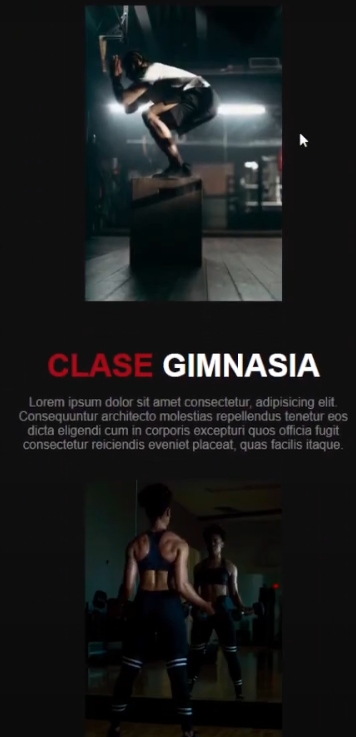 CLASE GIMNASIA
Lorem ipsum dolor sit amet consectetur, adipisicing elit.
Consequuntur architecto molestias repellendus tenetur eos
dicta eligendi cum in corporis excepturi quos officia fugit
consectetur reiciendis eveniet placeat, quas facilis itaque.